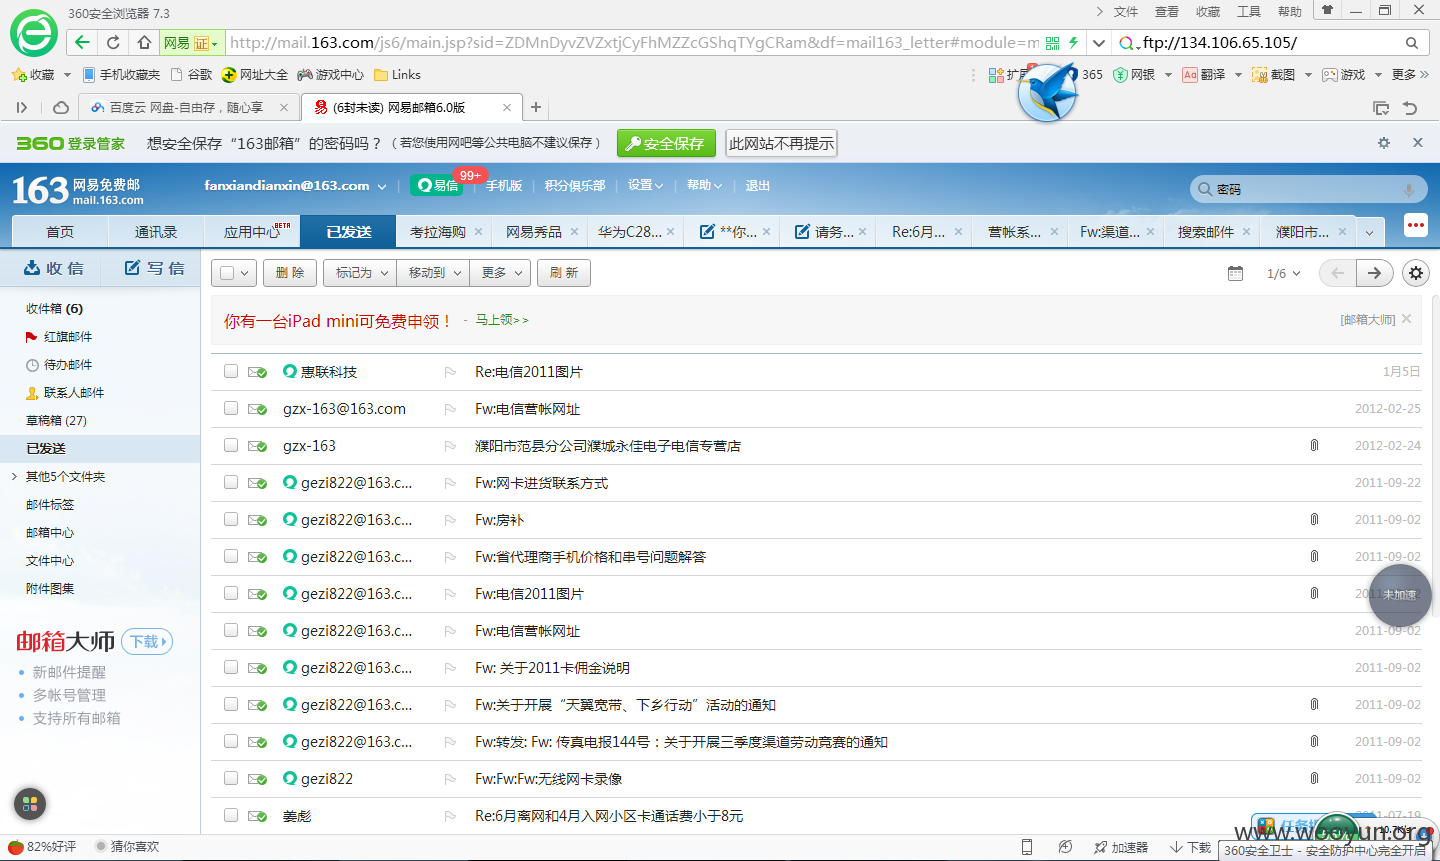 360安全浏览器 7.3
文件 查看 收藏 工具 帮助
网易 证 http://mail.163.com/js6/main.jsp?sid=ZDMnDyvZVZxtjCyFhMZZcGShqTYgCRam&df=mail163_letter#module=m ftp://134.106.65.105/
收藏 手机收藏夹 谷歌 网址大全 游戏中心 Links 扩展 365 网银 Aa 翻译 截图 游戏 更多 »
百度云 网盘-自由存，随心享 (6封未读) 网易邮箱6.0版
360登录管家 想安全保存“163邮箱”的密码吗？（若您使用网吧等公共电脑不建议保存） 安全保存 此网站不再提示
163 网易免费邮 mail.163.com fanxiandianxin@163.com 易信 99+ 手机版 积分俱乐部 设置 帮助 退出 密码
首页 通讯录 应用中心 BETA 已发送 考拉海购 网易秀品 华为C28... **你... 请务... Re:6月... 营帐系... Fw:渠道... 搜索邮件 濮阳市...
收信 写信 删除 标记为 移动到 更多 刷新 1/6
收件箱 (6)
红旗邮件
待办邮件
联系人邮件
草稿箱 (27)
已发送
其他5个文件夹
邮件标签
邮箱中心
文件中心
附件图集
邮箱大师 下载
新邮件提醒
多帐号管理
支持所有邮箱
你有一台iPad mini可免费申领！ - 马上领>> [邮箱大师]
惠联科技 Re:电信2011图片 1月5日
gzx-163@163.com Fw:电信营帐网址 2012-02-25
gzx-163 濮阳市范县分公司濮城永佳电子电信专营店 2012-02-24
gezi822@163.c... Fw:网卡进货联系方式 2011-09-22
gezi822@163.c... Fw:房补 2011-09-02
gezi822@163.c... Fw:省代理商手机价格和串号问题解答 2011-09-02
gezi822@163.c... Fw:电信2011图片 未加速
gezi822@163.c... Fw:电信营帐网址 2011-09-02
gezi822@163.c... Fw: 关于2011卡佣金说明 2011-09-02
gezi822@163.c... Fw:关于开展“天翼宽带、下乡行动”活动的通知 2011-09-02
gezi822@163.c... Fw:转发: Fw: 传真电报144号：关于开展三季度渠道劳动竞赛的通知 2011-09-02
gezi822 Fw:Fw:Fw:无线网卡录像 2011-09-02
姜彪 Re:6月离网和4月入网小区卡通话费小于8元 2011-07-19
10.7K/s
www.wooyun.org
82%好评 猜你喜欢 加速器 下载 360安全卫士 - 安全防护中心完全开启